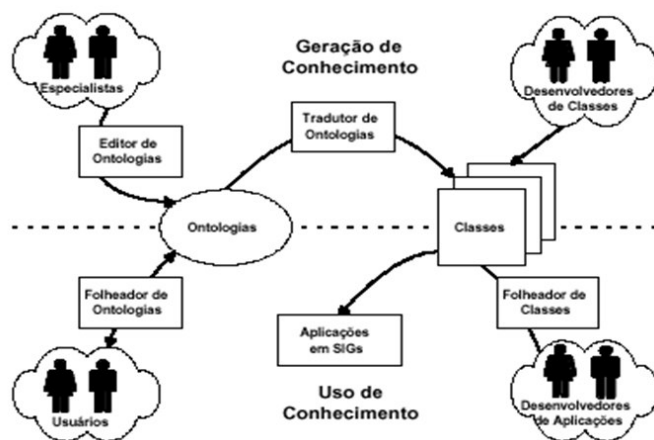 Geração de
Conhecimento
Especialistas
Desenvolvedores
de Classes
Editor de
Ontologias
Tradutor de
Ontologias
Ontologias
Classes
Folheador de
Ontologias
Folheador de
Classes
Aplicações
em SIGs
Usuários
Uso de
Conhecimento
Desenvolvedores
de Aplicações